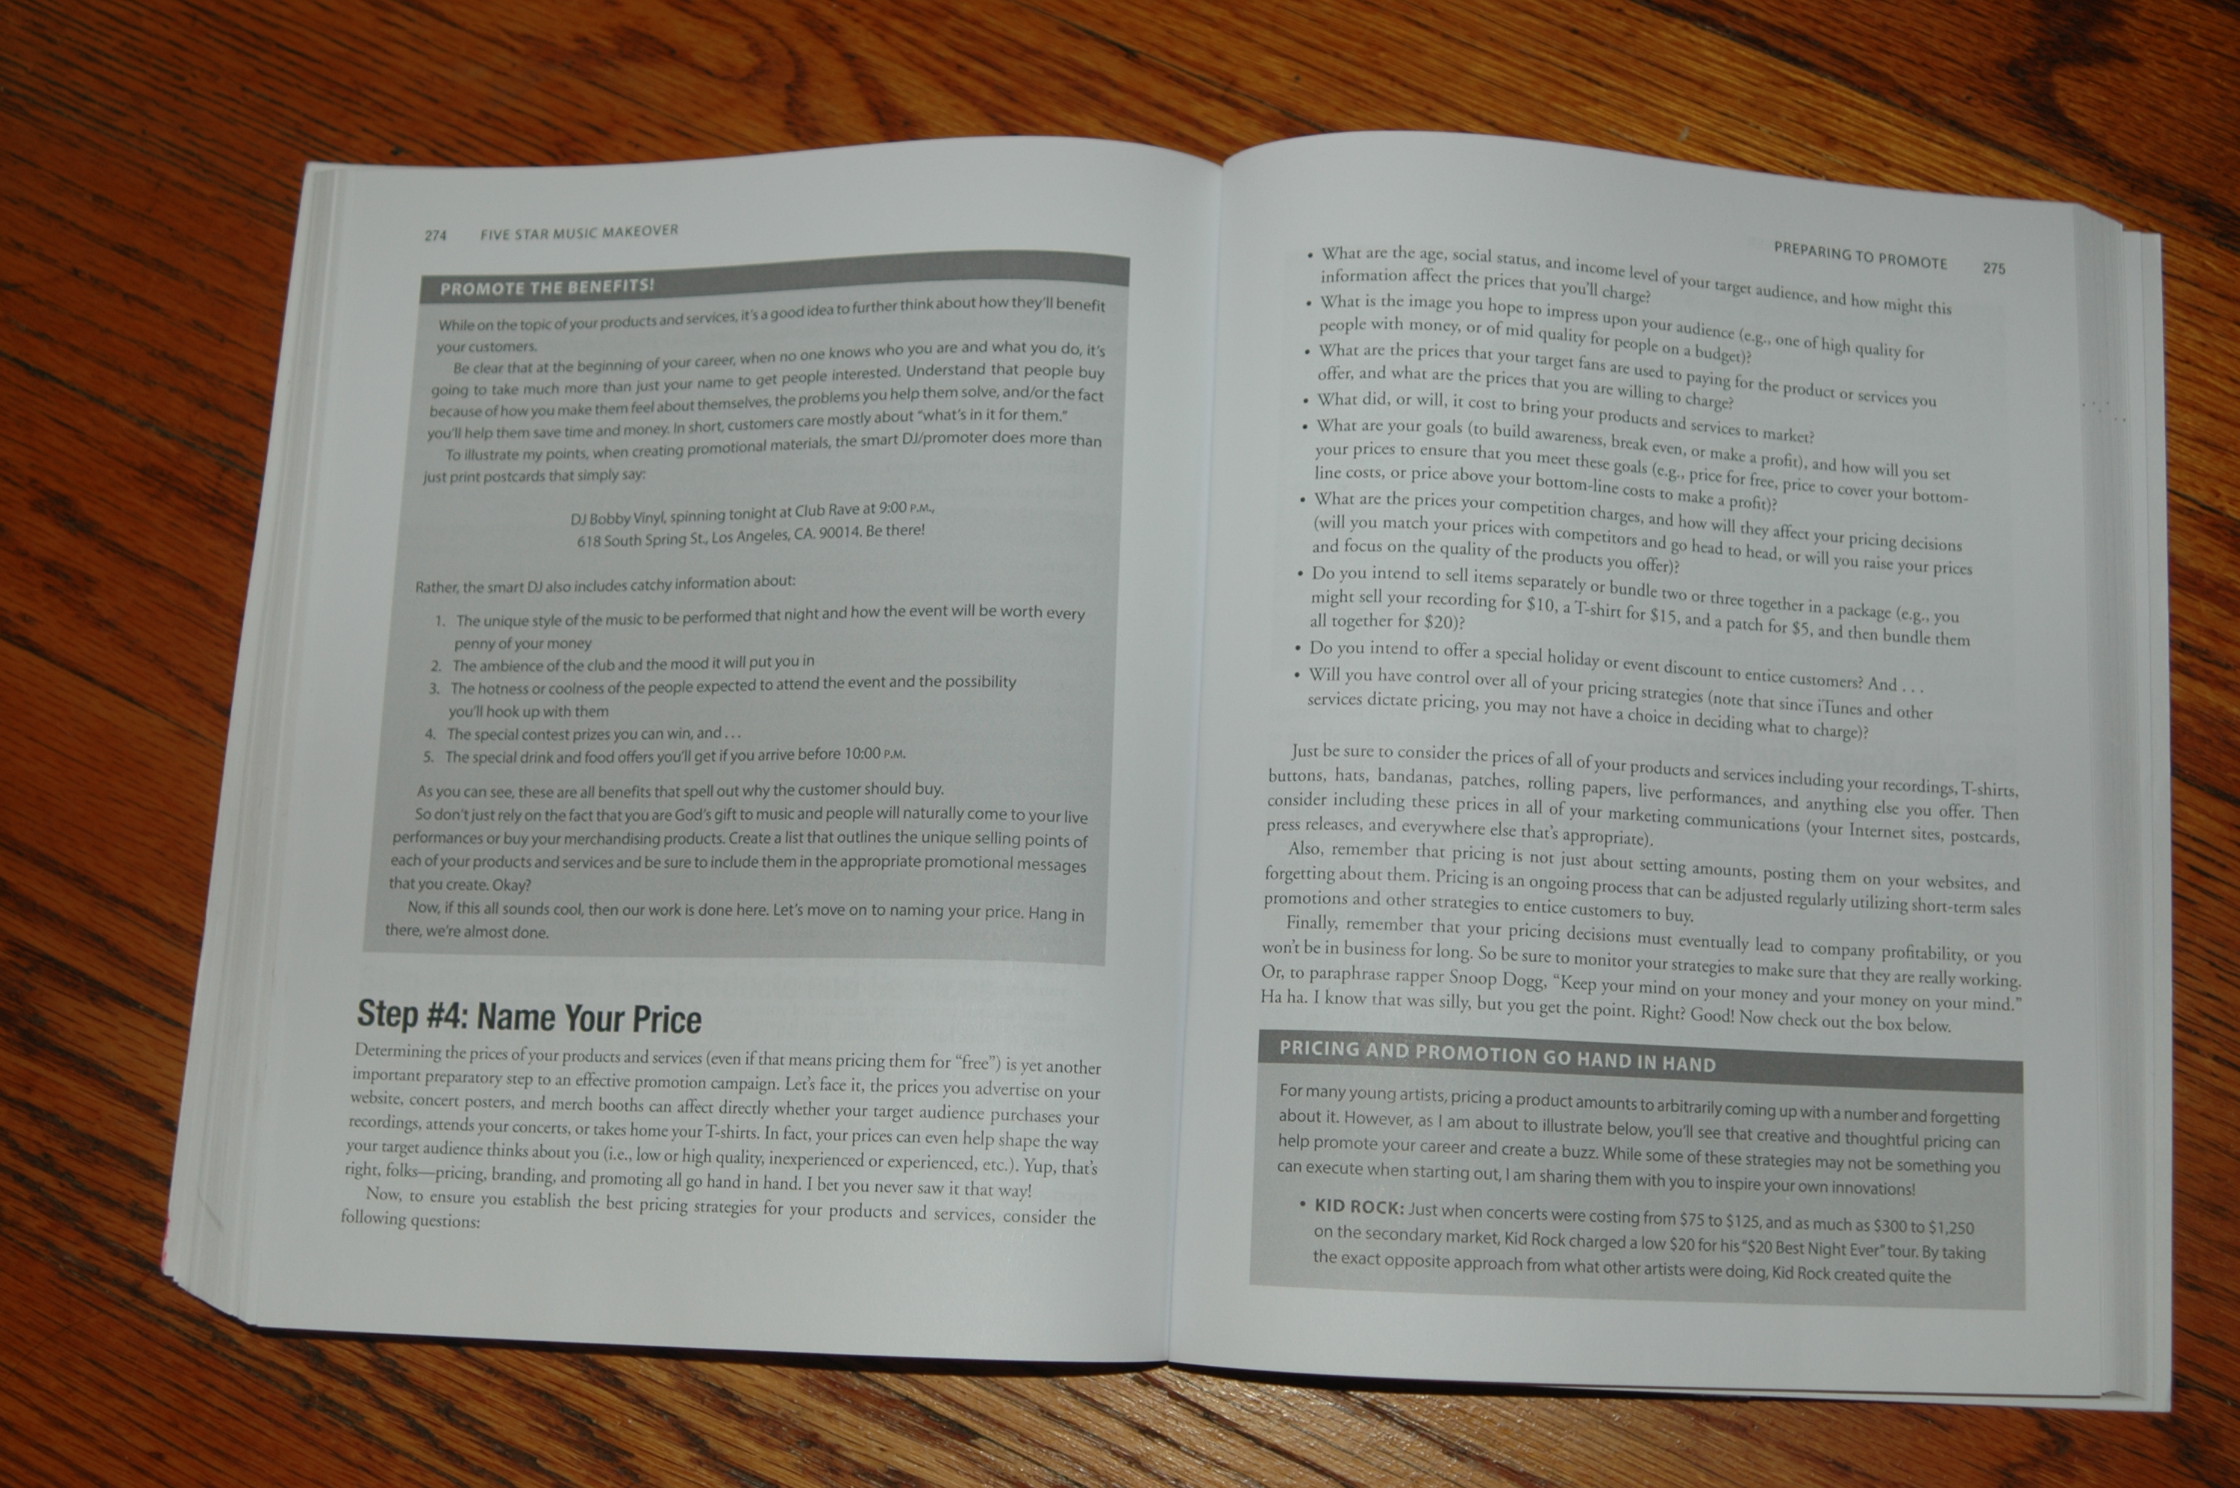 274 FIVE STAR MUSIC MAKEOVER
PROMOTE THE BENEFITS!
While on the topic of your products and services, it's a good idea to further think about how they'll benefit
your customers.
Be clear that at the beginning of your career, when no one knows who you are and what you do, it's
going to take much more than just your name to get people interested. Understand that people buy
because of how you make them feel about themselves, the problems you help them solve, and/or the fact
you'll help them save time and money. In short, customers care mostly about "what's in it for them."
To illustrate my points, when creating promotional materials, the smart DJ/promoter does more than
just print postcards that simply say:
DJ Bobby Vinyl, spinning tonight at Club Rave at 9:00 P.M.,
618 South Spring St., Los Angeles, CA. 90014. Be there!
Rather, the smart DJ also includes catchy information about:
1. The unique style of the music to be performed that night and how the event will be worth every
penny of your money
2. The ambience of the club and the mood it will put you in
3. The hotness or coolness of the people expected to attend the event and the possibility
you'll hook up with them
4. The special contest prizes you can win, and . . .
5. The special drink and food offers you'll get if you arrive before 10:00 P.M.
As you can see, these are all benefits that spell out why the customer should buy.
So don't just rely on the fact that you are God's gift to music and people will naturally come to your live
performances or buy your merchandising products. Create a list that outlines the unique selling points of
each of your products and services and be sure to include them in the appropriate promotional messages
that you create. Okay?
Now, if this all sounds cool, then our work is done here. Let's move on to naming your price. Hang in
there, we're almost done.
Step #4: Name Your Price
Determining the prices of your products and services (even if that means pricing them for "free") is yet another
important preparatory step to an effective promotion campaign. Let's face it, the prices you advertise on your
website, concert posters, and merch booths can affect directly whether your target audience purchases your
recordings, attends your concerts, or takes home your T-shirts. In fact, your prices can even help shape the way
your target audience thinks about you (i.e., low or high quality, inexperienced or experienced, etc.). Yup, that's
right, folks—pricing, branding, and promoting all go hand in hand. I bet you never saw it that way!
Now, to ensure you establish the best pricing strategies for your products and services, consider the
following questions:
PREPARING TO PROMOTE 275
• What are the age, social status, and income level of your target audience, and how might this
information affect the prices that you'll charge?
• What is the image you hope to impress upon your audience (e.g., one of high quality for
people with money, or of mid quality for people on a budget)?
• What are the prices that your target fans are used to paying for the product or services you
offer, and what are the prices that you are willing to charge?
• What did, or will, it cost to bring your products and services to market?
• What are your goals (to build awareness, break even, or make a profit), and how will you set
your prices to ensure that you meet these goals (e.g., price for free, price to cover your bottom-
line costs, or price above your bottom-line costs to make a profit)?
• What are the prices your competition charges, and how will they affect your pricing decisions
(will you match your prices with competitors and go head to head, or will you raise your prices
and focus on the quality of the products you offer)?
• Do you intend to sell items separately or bundle two or three together in a package (e.g., you
might sell your recording for $10, a T-shirt for $15, and a patch for $5, and then bundle them
all together for $20)?
• Do you intend to offer a special holiday or event discount to entice customers? And . . .
• Will you have control over all of your pricing strategies (note that since iTunes and other
services dictate pricing, you may not have a choice in deciding what to charge)?
Just be sure to consider the prices of all of your products and services including your recordings, T-shirts,
buttons, hats, bandanas, patches, rolling papers, live performances, and anything else you offer. Then
consider including these prices in all of your marketing communications (your Internet sites, postcards,
press releases, and everywhere else that's appropriate).
Also, remember that pricing is not just about setting amounts, posting them on your websites, and
forgetting about them. Pricing is an ongoing process that can be adjusted regularly utilizing short-term sales
promotions and other strategies to entice customers to buy.
Finally, remember that your pricing decisions must eventually lead to company profitability, or you
won't be in business for long. So be sure to monitor your strategies to make sure that they are really working.
Or, to paraphrase rapper Snoop Dogg, "Keep your mind on your money and your money on your mind."
Ha ha. I know that was silly, but you get the point. Right? Good! Now check out the box below.
PRICING AND PROMOTION GO HAND IN HAND
For many young artists, pricing a product amounts to arbitrarily coming up with a number and forgetting
about it. However, as I am about to illustrate below, you'll see that creative and thoughtful pricing can
help promote your career and create a buzz. While some of these strategies may not be something you
can execute when starting out, I am sharing them with you to inspire your own innovations!
• KID ROCK: Just when concerts were costing from $75 to $125, and as much as $300 to $1,250
on the secondary market, Kid Rock charged a low $20 for his "$20 Best Night Ever" tour. By taking
the exact opposite approach from what other artists were doing, Kid Rock created quite the